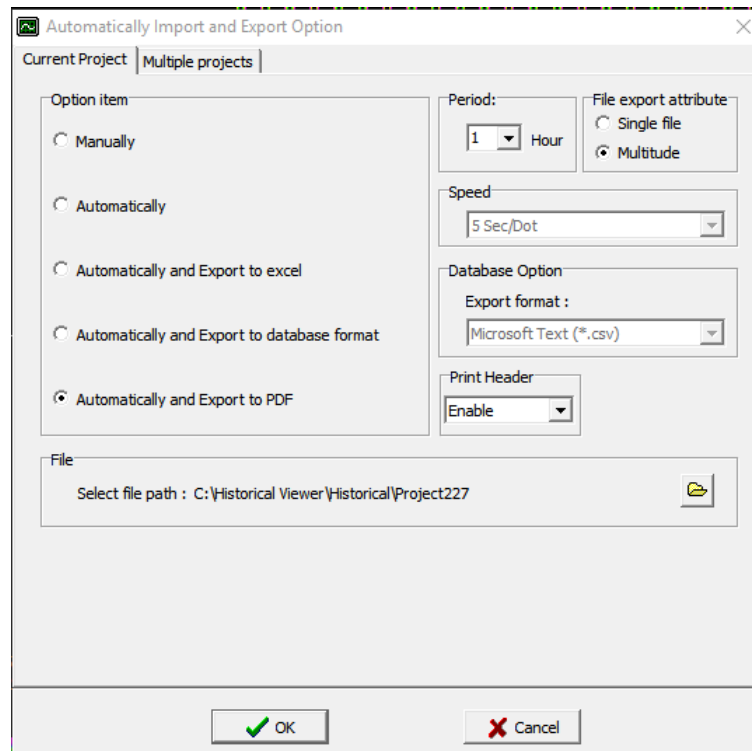 Automatically Import and Export Option
Current Project
Multiple projects
Option item
Manually
Automatically
Automatically and Export to excel
Automatically and Export to database format
Automatically and Export to PDF
Period:
1 Hour
File export attribute
Single file
Multitude
Speed
5 Sec/Dot
Database Option
Export format :
Microsoft Text (*.csv)
Print Header
Enable
File
Select file path : C:\Historical Viewer\Historical\Project227
OK
Cancel